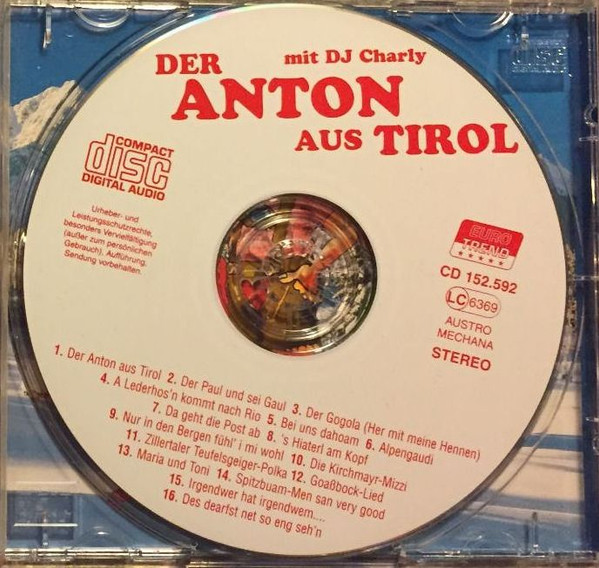 mit DJ Charly
DER
ANTON
AUS TIROL
COMPACT
disc
DIGITAL AUDIO
Urheber- und
Leistungsschutzrechte,
besonders Vervielfältigung
(außer zum persönlichen
Gebrauch), Aufführung,
Sendung vorbehalten.
EURO
TREND
CD 152.592
LC 6369
AUSTRO
MECHANA
STEREO
1. Der Anton aus Tirol 2. Der Paul und sei Gaul 3. Der Gogola (Her mit meine Hennen)
4. A Lederhos'n kommt nach Rio 5. Bei uns dahoam 6. Alpengaudi
7. Da geht die Post ab 8. 's Hiaterl am Kopf
9. Nur in den Bergen fühl' i mi wohl 10. Die Kirchmayr-Mizzi
11. Zillertaler Teufelsgeiger-Polka 12. Goaßbock-Lied
13. Maria und Toni 14. Spitzbuam-Men san very good
15. Irgendwer hat irgendwem....
16. Des dearfst net so eng seh'n